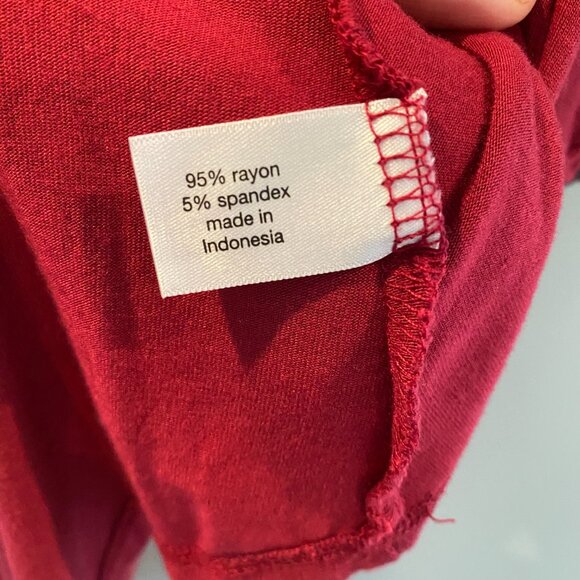 95% rayon
5% spandex
made in
Indonesia